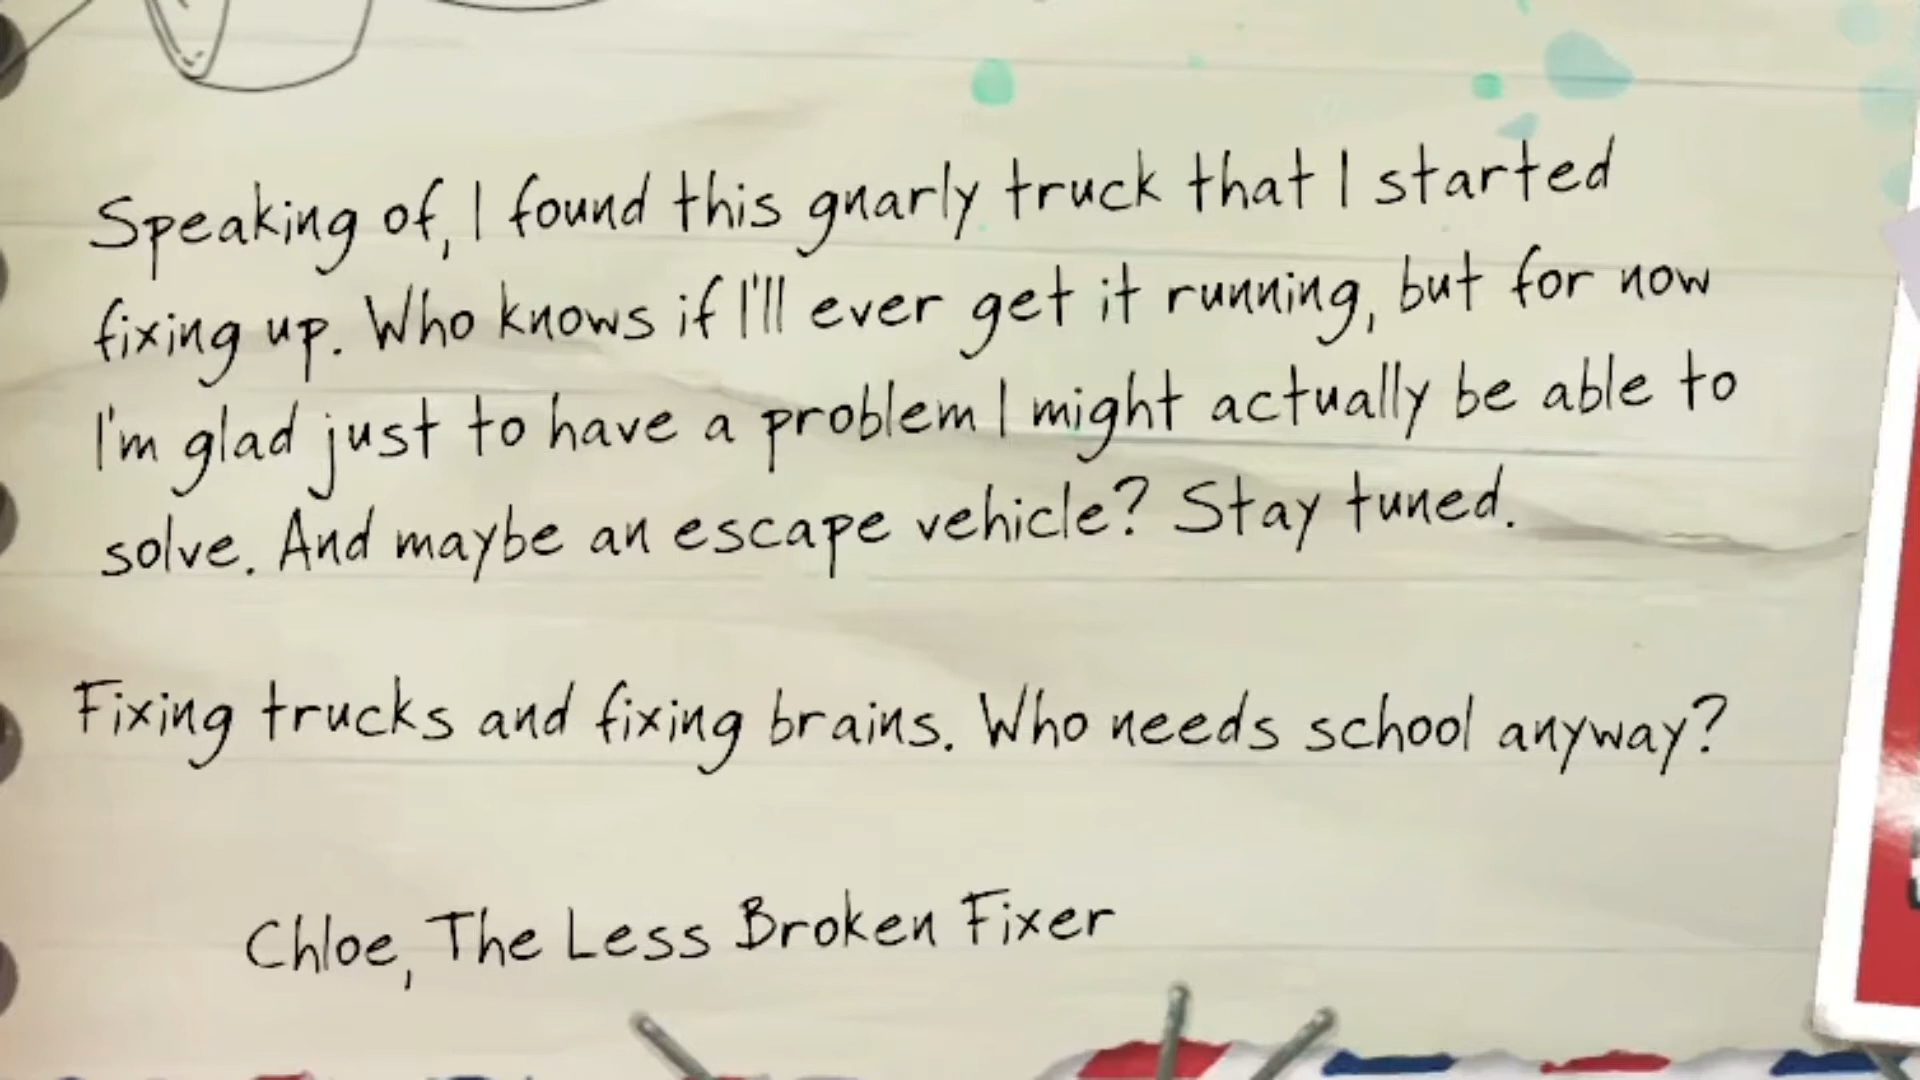 Speaking of, I found this gnarly truck that I started
fixing up. Who knows if I'll ever get it running, but for now
I'm glad just to have a problem I might actually be able to
solve. And maybe an escape vehicle? Stay tuned.
Fixing trucks and fixing brains. Who needs school anyway?
Chloe, The Less Broken Fixer